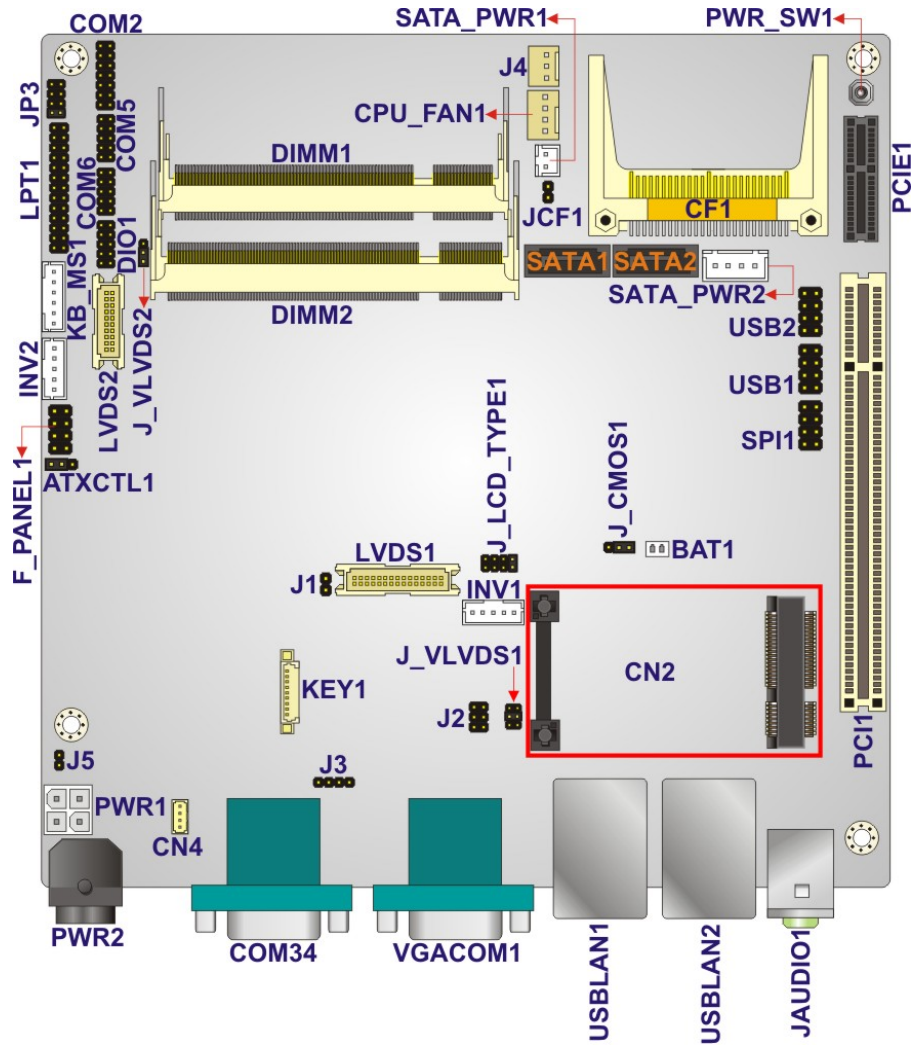 SATA_PWR1
PWR_SW1
COM2
J4
JP3
CPU_FAN1
COM5
DIMM1
LPT1
COM6
PCIE1
JCF1
CF1
DIO1
KB_MS1
SATA1
SATA2
SATA_PWR2
DIMM2
J_VLVDS2
USB2
INV2
LVDS2
USB1
F_PANEL1
ATXCTL1
J_LCD_TYPE1
J_CMOS1
SPI1
LVDS1
BAT1
J1
INV1
J_VLVDS1
CN2
KEY1
J2
PCI1
J5
J3
PWR1
CN4
PWR2
COM34
VGACOM1
USBLAN1
USBLAN2
JAUDIO1